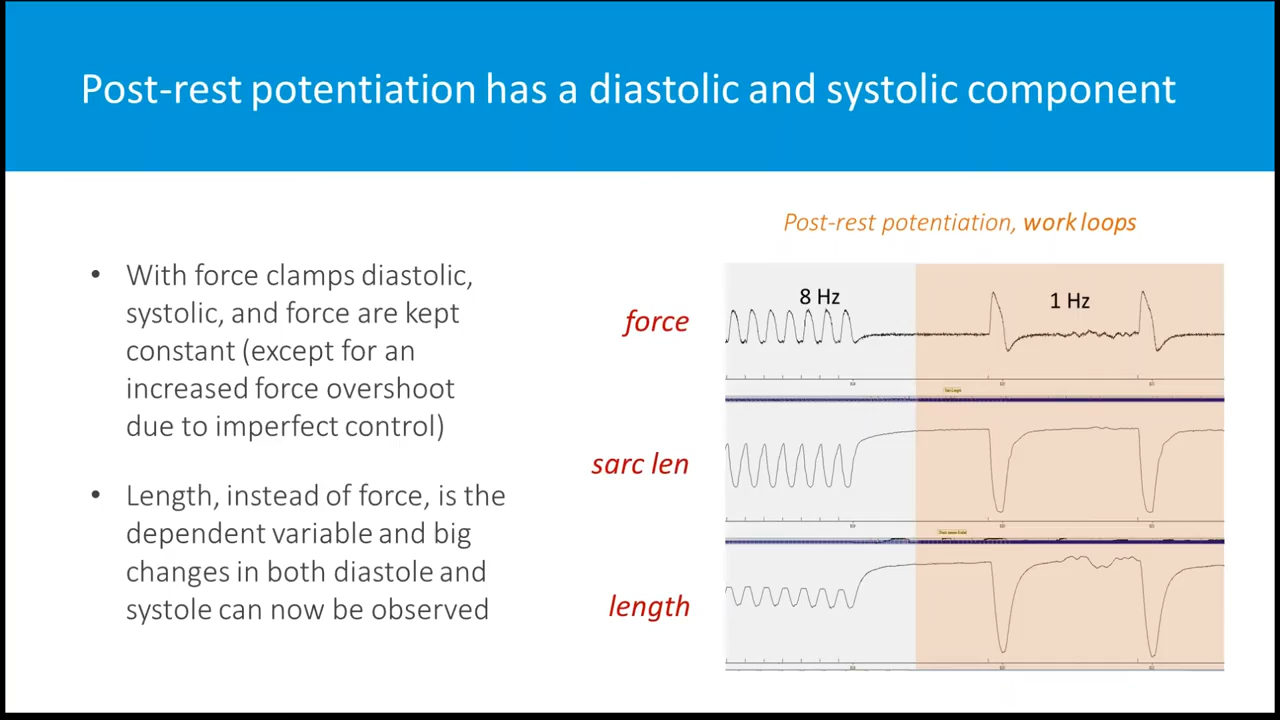 Post-rest potentiation has a diastolic and systolic component
• With force clamps diastolic,
systolic, and force are kept
constant (except for an
increased force overshoot
due to imperfect control)
• Length, instead of force, is the
dependent variable and big
changes in both diastole and
systole can now be observed
Post-rest potentiation, work loops
8 Hz
1 Hz
force
sarc len
length